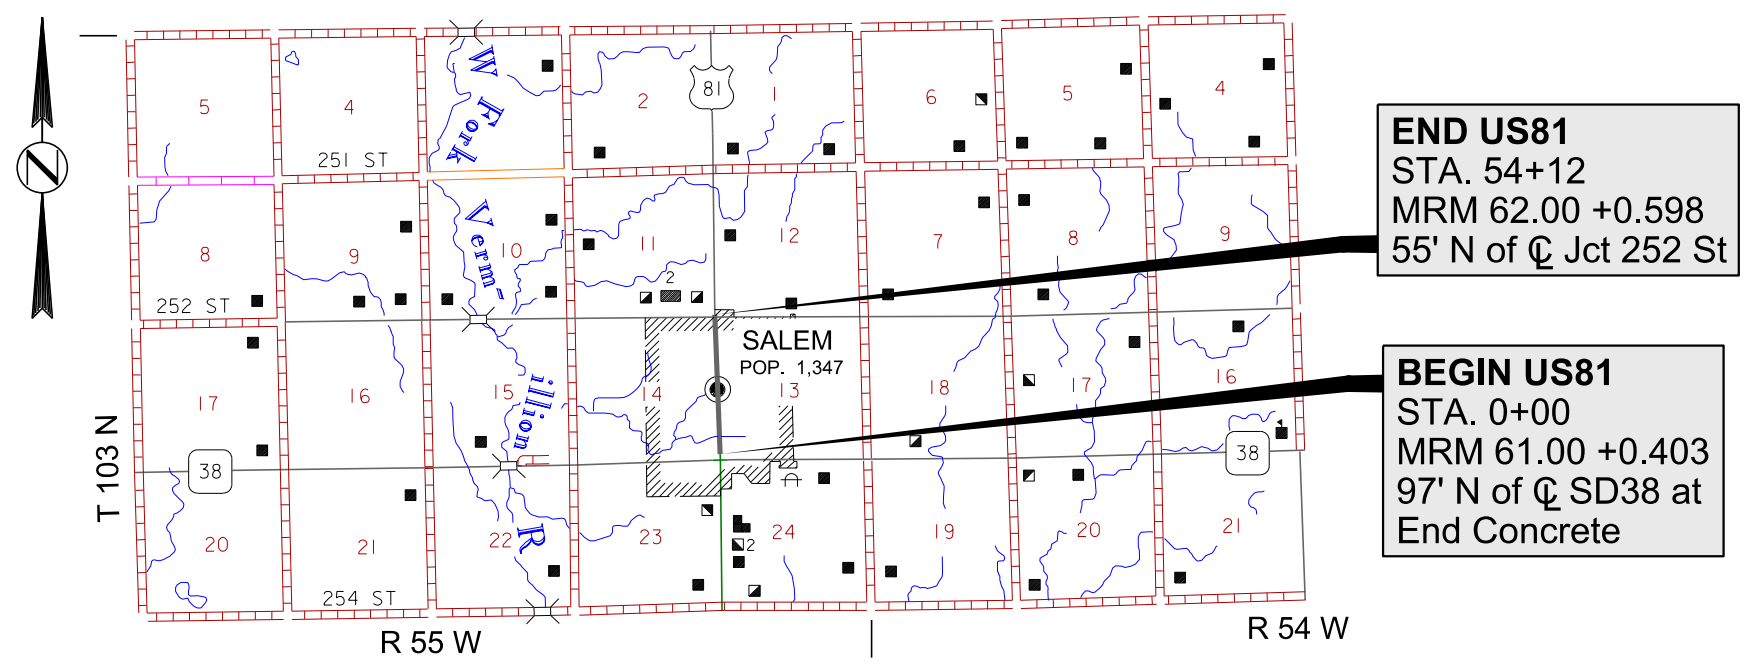 W Fork
Verm-
illion
R
81
5
4
2
1
6
5
4
251 ST
8
9
10
11
12
7
8
9
2
252 ST
SALEM
POP. 1,347
17
16
15
14
13
18
17
16
38
38
T 103 N
20
21
22
23
24
2
19
20
21
254 ST
R 55 W
R 54 W
N
END US81
STA. 54+12
MRM 62.00 +0.598
55' N of ℄ Jct 252 St
BEGIN US81
STA. 0+00
MRM 61.00 +0.403
97' N of ℄ SD38 at
End Concrete